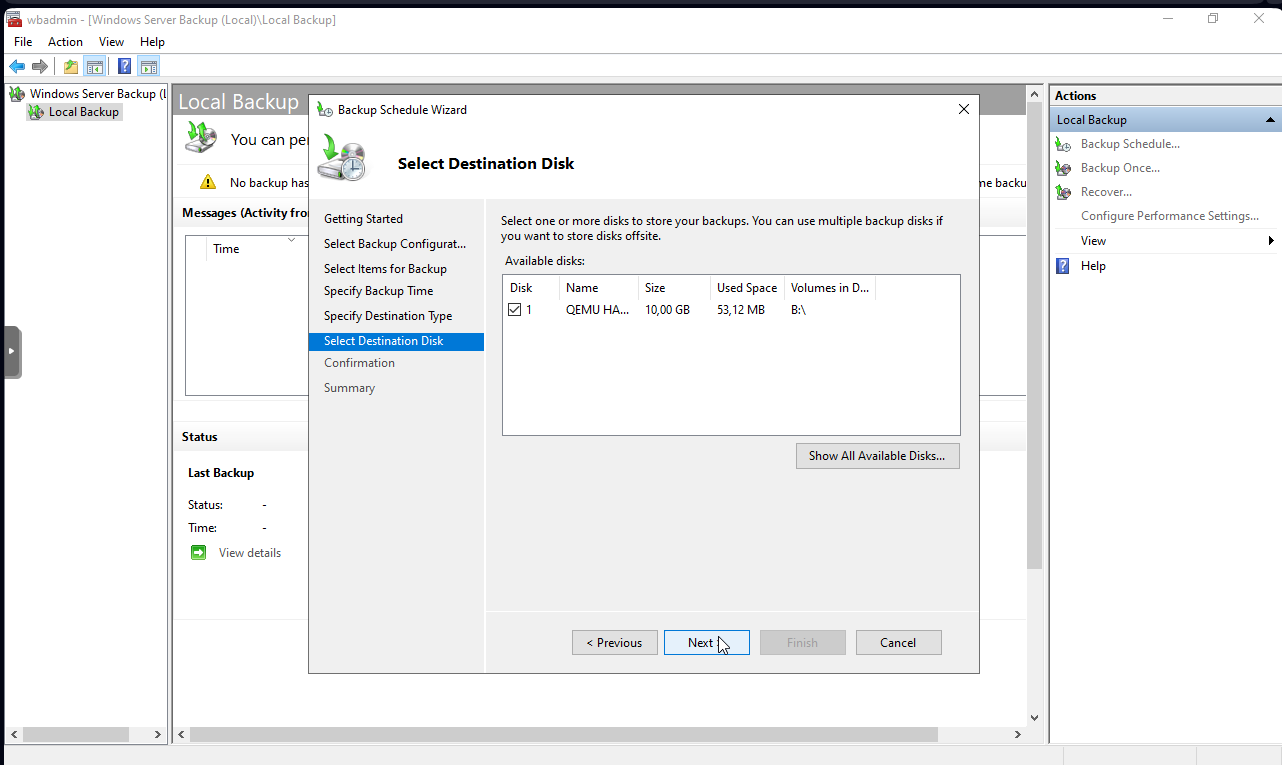 wbadmin - [Windows Server Backup (Local)\Local Backup]
File Action View Help
Windows Server Backup (L
Local Backup
Local Backup
You can per
No backup has
me backu
Messages (Activity fro
Time
Status
Last Backup
Status: -
Time: -
View details
Backup Schedule Wizard
Select Destination Disk
Getting Started
Select Backup Configurat...
Select Items for Backup
Specify Backup Time
Specify Destination Type
Select Destination Disk
Confirmation
Summary
Select one or more disks to store your backups. You can use multiple backup disks if
you want to store disks offsite.
Available disks:
Disk Name Size Used Space Volumes in D...
1 QEMU HA... 10,00 GB 53,12 MB B:\
Show All Available Disks...
< Previous Next Finish Cancel
Actions
Local Backup
Backup Schedule...
Backup Once...
Recover...
Configure Performance Settings...
View
Help